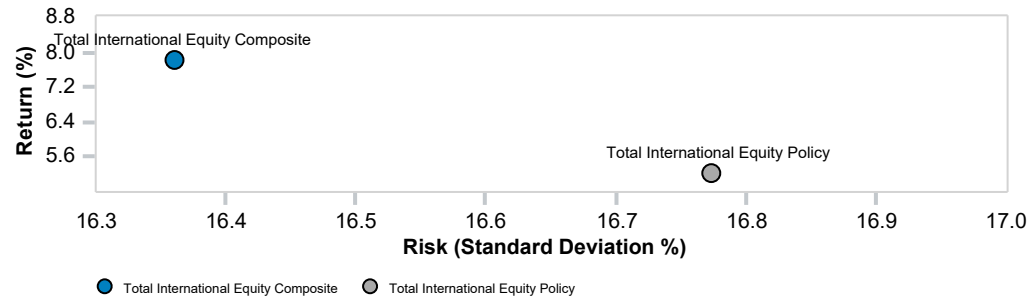 8.8
Total International Equity Composite
8.0
7.2
6.4
5.6
Return (%)
Total International Equity Policy
16.3 16.4 16.5 16.6 16.7 16.8 16.9 17.0
Risk (Standard Deviation %)
Total International Equity Composite Total International Equity Policy